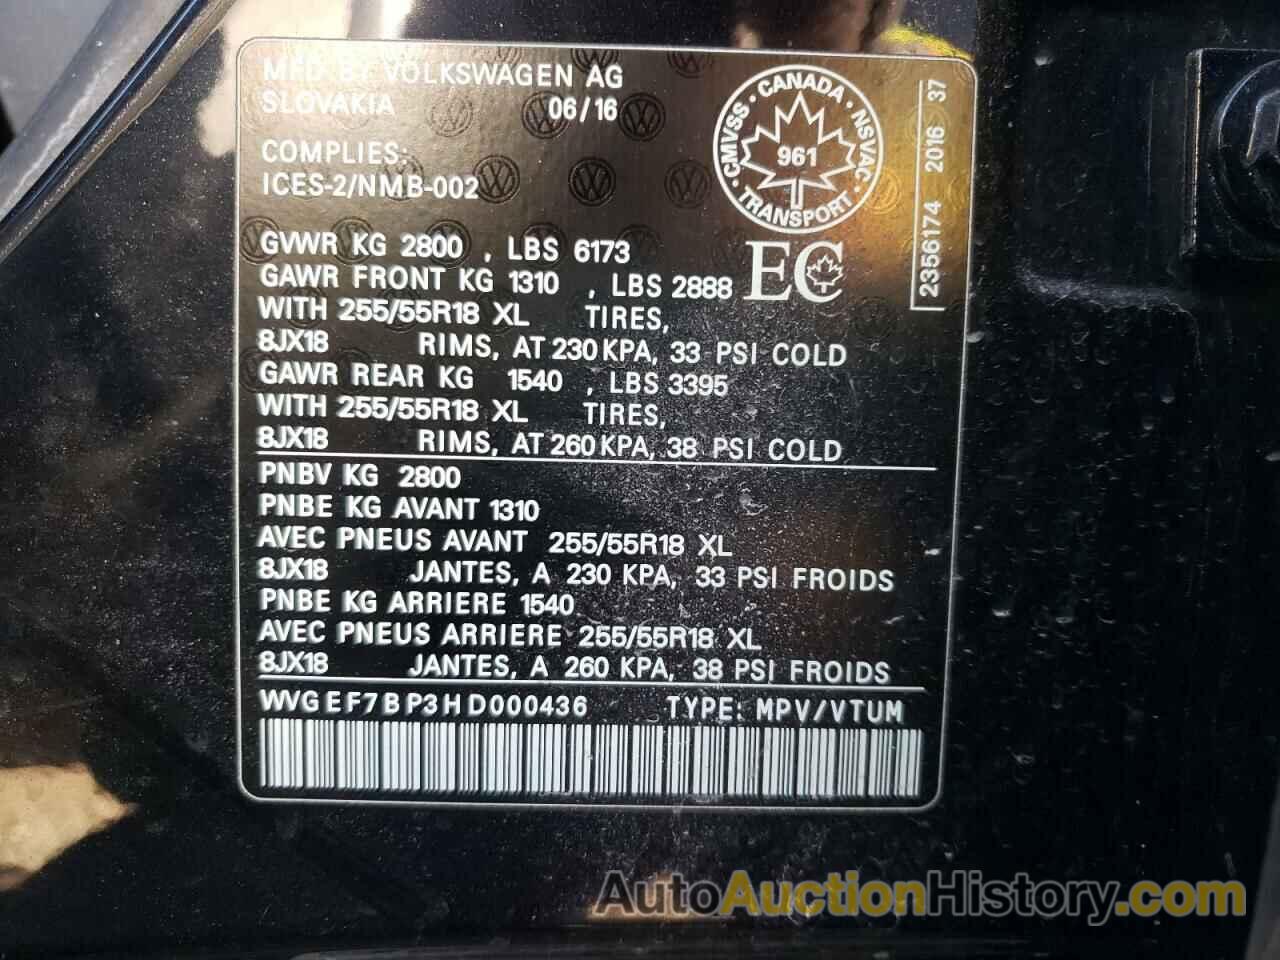 MFD BY VOLKSWAGEN AG
SLOVAKIA 06/16
COMPLIES:
ICES-2/NMB-002
CANADA · NSVAC · TRANSPORT · CMVSS ·
961
EC
2356174 2016 37
GVWR KG 2800 , LBS 6173
GAWR FRONT KG 1310 , LBS 2888
WITH 255/55R18 XL TIRES,
8JX18 RIMS, AT 230 KPA, 33 PSI COLD
GAWR REAR KG 1540 , LBS 3395
WITH 255/55R18 XL TIRES,
8JX18 RIMS, AT 260 KPA, 38 PSI COLD
PNBV KG 2800
PNBE KG AVANT 1310
AVEC PNEUS AVANT 255/55R18 XL
8JX18 JANTES, A 230 KPA, 33 PSI FROIDS
PNBE KG ARRIERE 1540
AVEC PNEUS ARRIERE 255/55R18 XL
8JX18 JANTES, A 260 KPA, 38 PSI FROIDS
WVGEF7BP3HD000436 TYPE: MPV/VTUM
AutoAuctionHistory.com